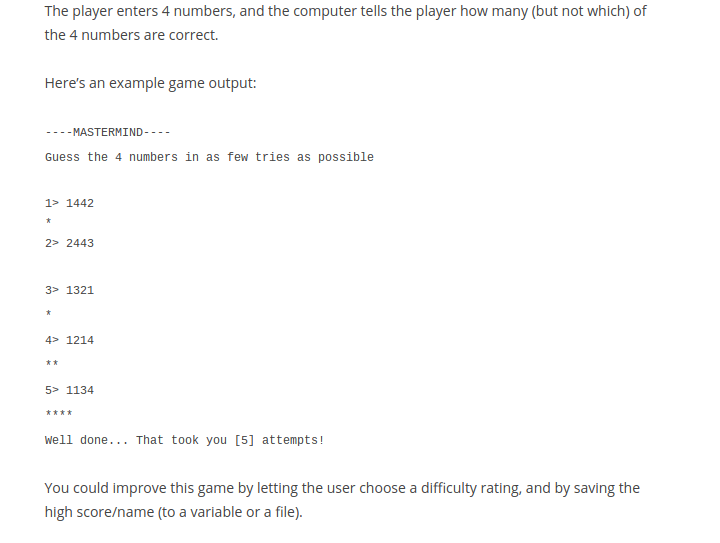 The player enters 4 numbers, and the computer tells the player how many (but not which) of
the 4 numbers are correct.
Here’s an example game output:
----MASTERMIND----
Guess the 4 numbers in as few tries as possible
1> 1442
*
2> 2443
3> 1321
*
4> 1214
**
5> 1134
****
Well done... That took you [5] attempts!
You could improve this game by letting the user choose a difficulty rating, and by saving the
high score/name (to a variable or a file).